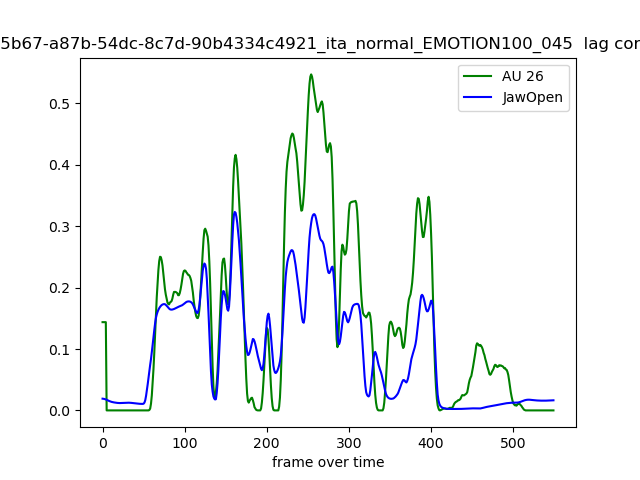 5b67-a87b-54dc-8c7d-90b4334c4921_ita_normal_EMOTION100_045 lag cor
AU 26
JawOpen
0.5
0.4
0.3
0.2
0.1
0.0
0 100 200 300 400 500
frame over time